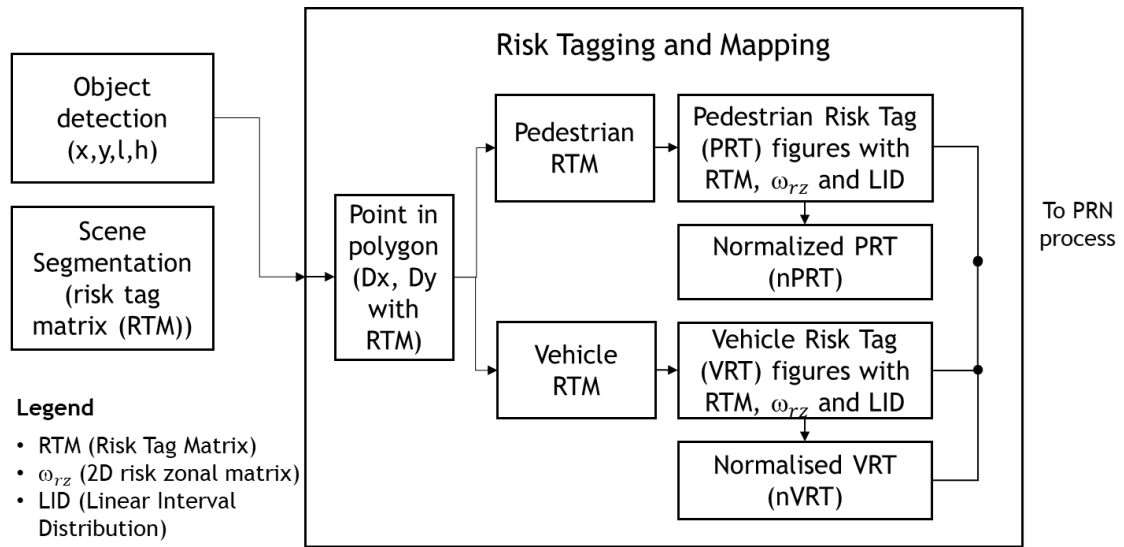 Risk Tagging and Mapping
Object
detection
(x,y,l,h)
Scene
Segmentation
(risk tag
matrix (RTM))
Point in
polygon
(Dx, Dy
with
RTM)
Pedestrian
RTM
Pedestrian Risk Tag
(PRT) figures with
RTM, ω_rz and LID
Normalized PRT
(nPRT)
Vehicle
RTM
Vehicle Risk Tag
(VRT) figures with
RTM, ω_rz and LID
Normalised VRT
(nVRT)
To PRN
process
Legend
• RTM (Risk Tag Matrix)
• ω_rz (2D risk zonal matrix)
• LID (Linear Interval
Distribution)